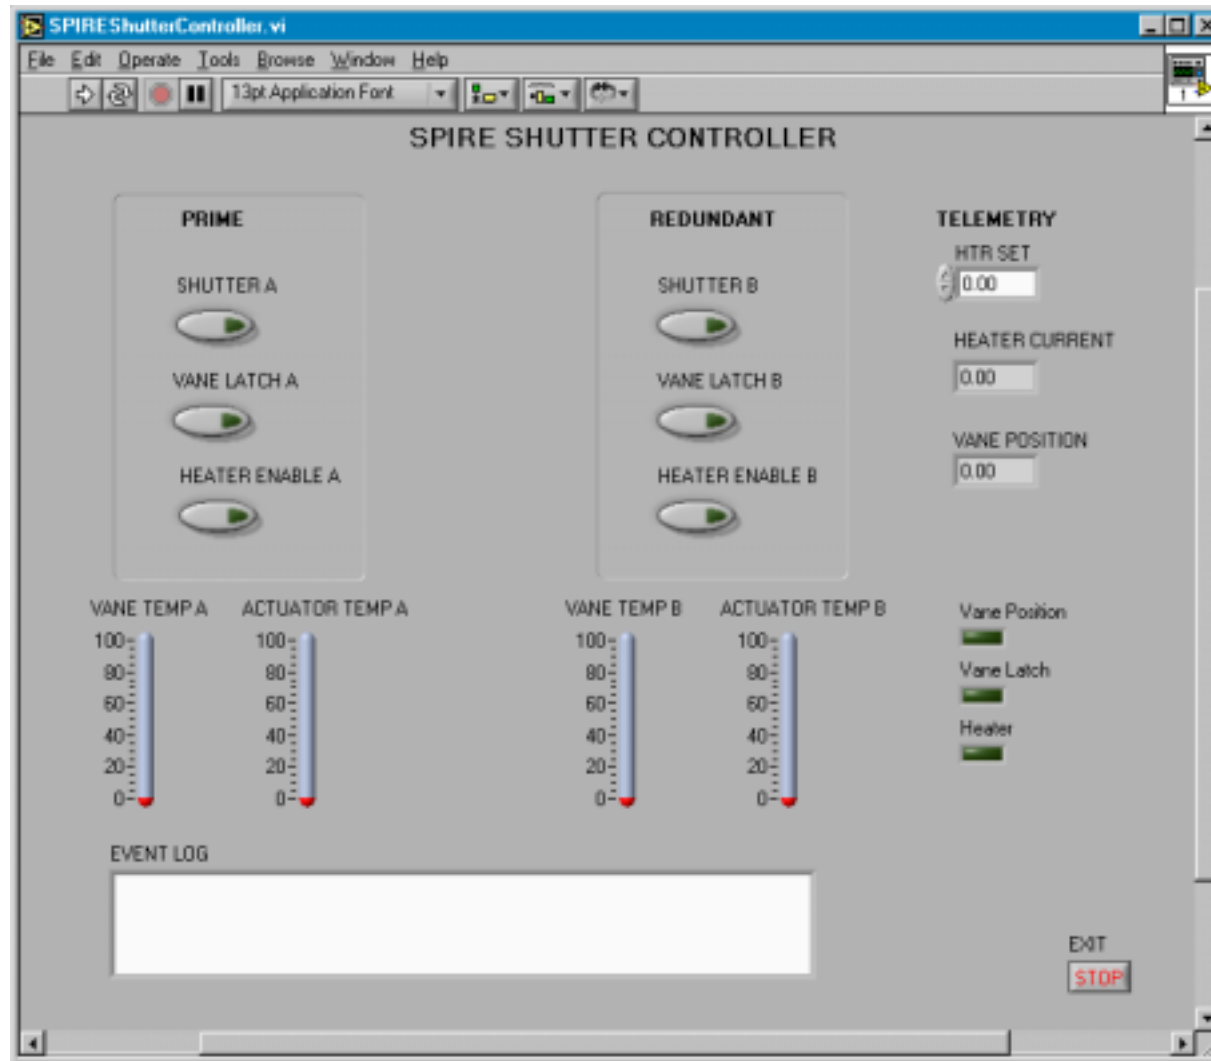 SPIREShutterController.vi
File Edit Operate Tools Browse Window Help
13pt Application Font
1
SPIRE SHUTTER CONTROLLER
PRIME
REDUNDANT
TELEMETRY
HTR SET
0.00
SHUTTER A
SHUTTER B
HEATER CURRENT
0.00
VANE LATCH A
VANE LATCH B
VANE POSITION
0.00
HEATER ENABLE A
HEATER ENABLE B
VANE TEMP A
ACTUATOR TEMP A
VANE TEMP B
ACTUATOR TEMP B
100 100 100 100
80 80 80 80
60 60 60 60
40 40 40 40
20 20 20 20
0 0 0 0
Vane Position
Vane Latch
Heater
EVENT LOG
EXIT
STOP